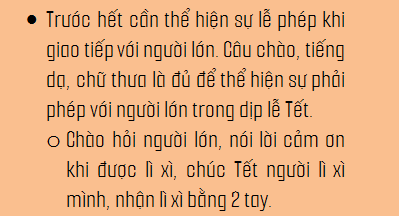 • Trước hết cần thể hiện sự lễ phép khi
giao tiếp với người lớn. Câu chào, tiếng
dạ, chữ thưa là đủ để thể hiện sự phải
phép với người lớn trong dịp lễ Tết.
o Chào hỏi người lớn, nói lời cảm ơn
khi được lì xì, chúc Tết người lì xì
mình, nhận lì xì bằng 2 tay.